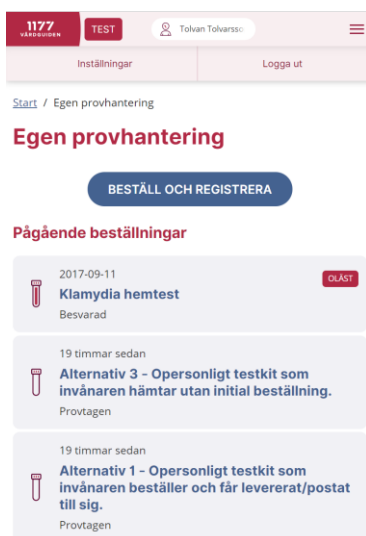 1177
VÅRDGUIDEN
TEST
Tolvan Tolvarsso
Inställningar
Logga ut
Start / Egen provhantering
Egen provhantering
BESTÄLL OCH REGISTRERA
Pågående beställningar
2017-09-11
OLÄST
Klamydia hemtest
Besvarad
19 timmar sedan
Alternativ 3 - Opersonligt testkit som
invånaren hämtar utan initial beställning.
Provtagen
19 timmar sedan
Alternativ 1 - Opersonligt testkit som
invånaren beställer och får levererat/postat
till sig.
Provtagen